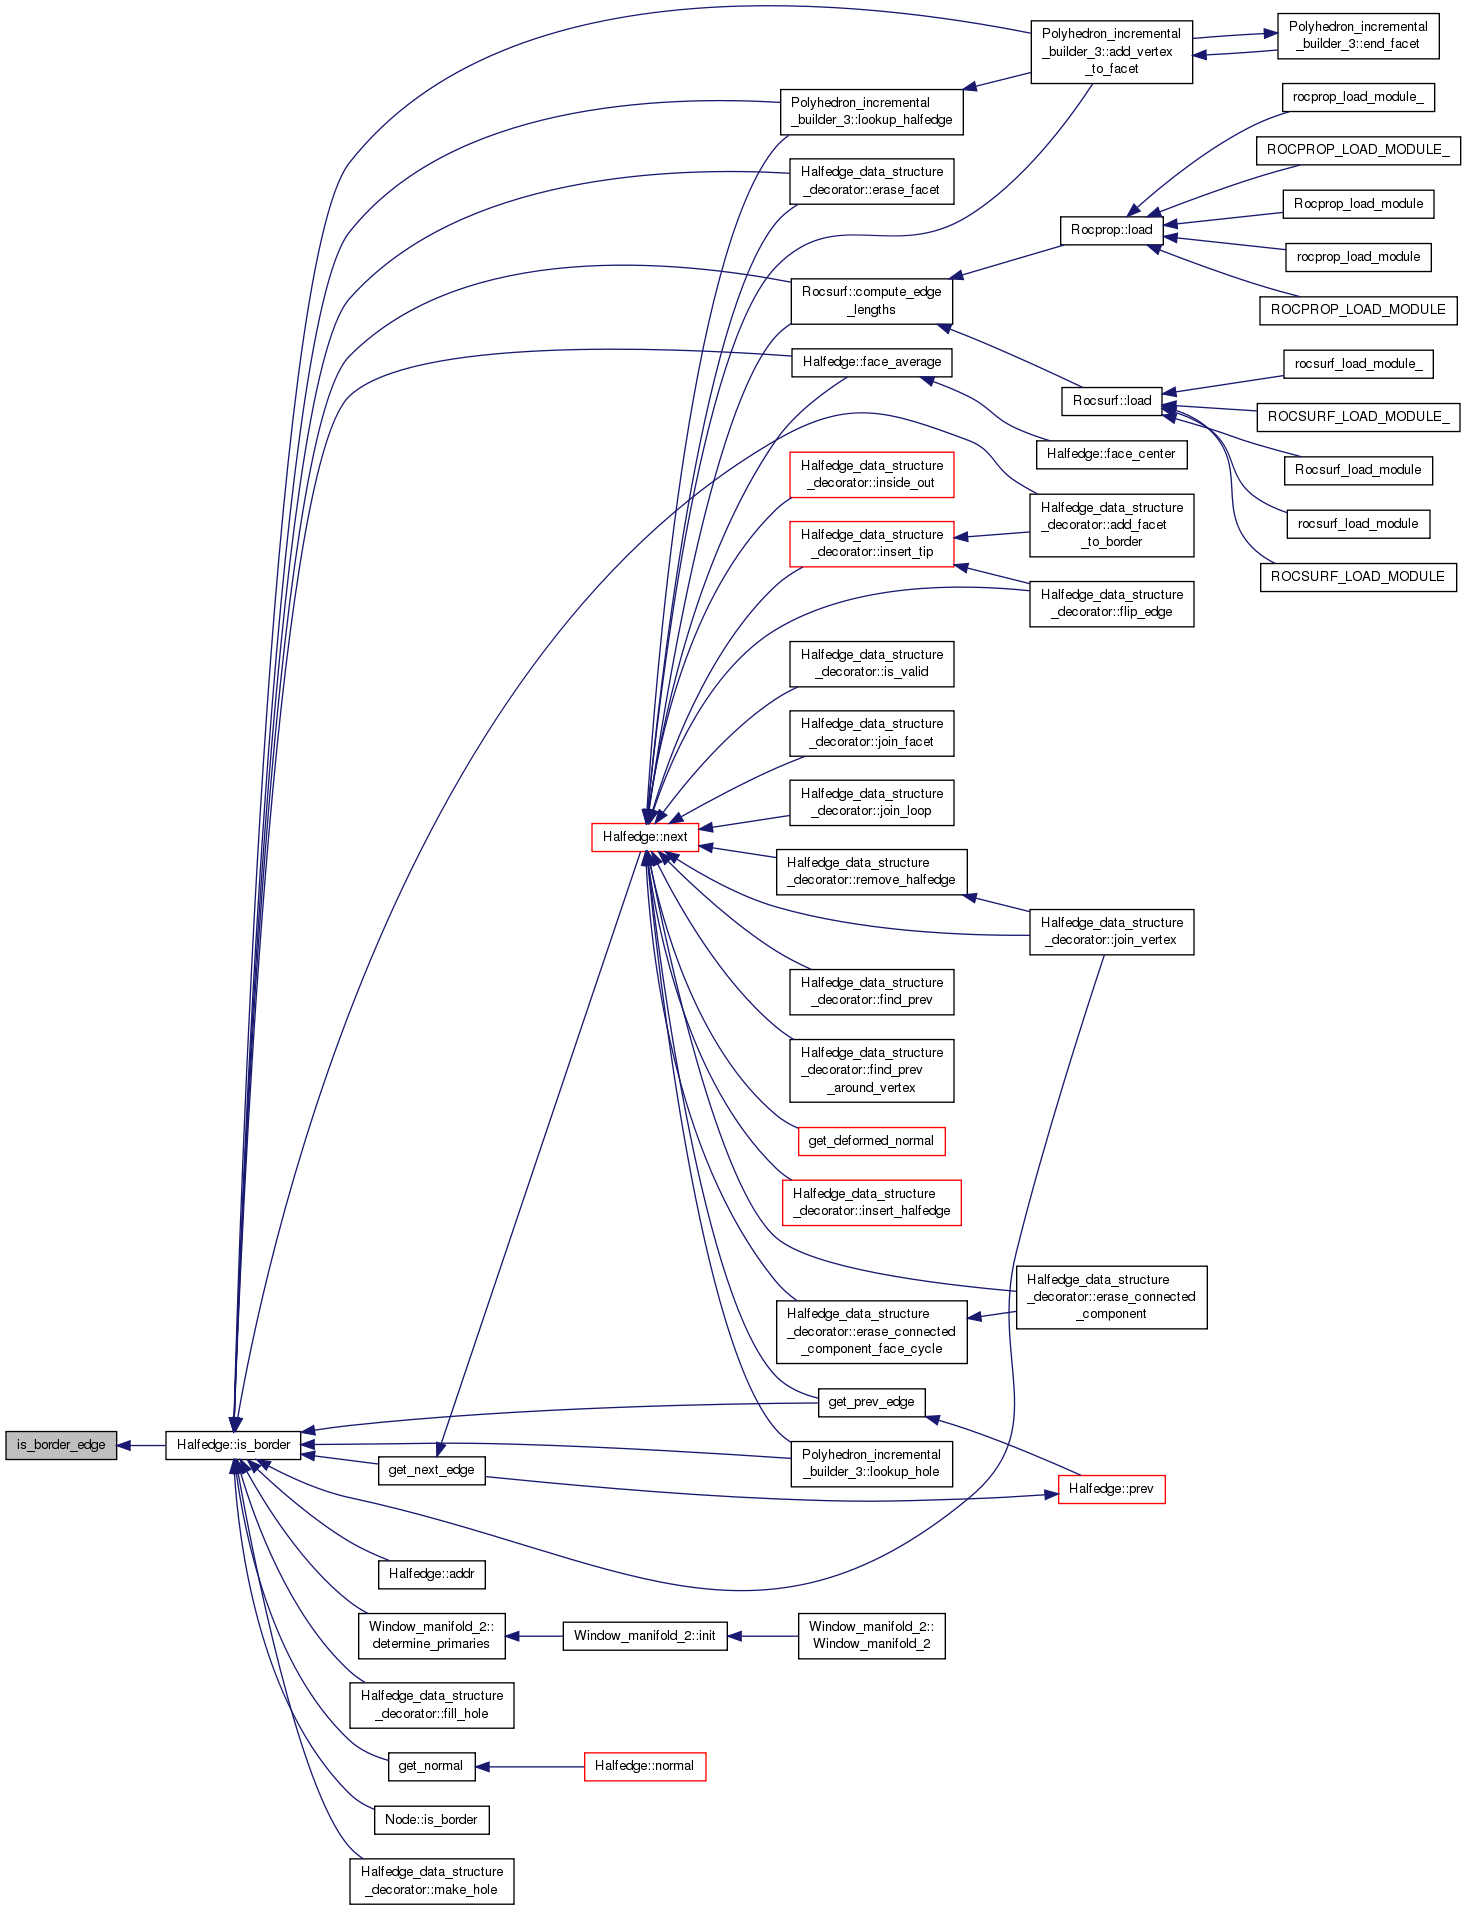 Polyhedron_incremental
_builder_3::add_vertex
_to_facet
Polyhedron_incremental
_builder_3::end_facet
Polyhedron_incremental
_builder_3::lookup_halfedge
rocprop_load_module_
ROCPROP_LOAD_MODULE_
Halfedge_data_structure
_decorator::erase_facet
Rocprop_load_module
Rocprop::load
rocprop_load_module
Rocsurf::compute_edge
_lengths
ROCPROP_LOAD_MODULE
Halfedge::face_average
rocsurf_load_module_
Rocsurf::load
ROCSURF_LOAD_MODULE_
Halfedge::face_center
Halfedge_data_structure
_decorator::inside_out
Rocsurf_load_module
Halfedge_data_structure
_decorator::add_facet
_to_border
rocsurf_load_module
Halfedge_data_structure
_decorator::insert_tip
ROCSURF_LOAD_MODULE
Halfedge_data_structure
_decorator::flip_edge
Halfedge_data_structure
_decorator::is_valid
Halfedge_data_structure
_decorator::join_facet
Halfedge_data_structure
_decorator::join_loop
Halfedge::next
Halfedge_data_structure
_decorator::remove_halfedge
Halfedge_data_structure
_decorator::join_vertex
Halfedge_data_structure
_decorator::find_prev
Halfedge_data_structure
_decorator::find_prev
_around_vertex
get_deformed_normal
Halfedge_data_structure
_decorator::insert_halfedge
Halfedge_data_structure
_decorator::erase_connected
_component
Halfedge_data_structure
_decorator::erase_connected
_component_face_cycle
get_prev_edge
is_border_edge
Halfedge::is_border
get_next_edge
Polyhedron_incremental
_builder_3::lookup_hole
Halfedge::prev
Halfedge::addr
Window_manifold_2::
determine_primaries
Window_manifold_2::init
Window_manifold_2::
Window_manifold_2
Halfedge_data_structure
_decorator::fill_hole
get_normal
Halfedge::normal
Node::is_border
Halfedge_data_structure
_decorator::make_hole